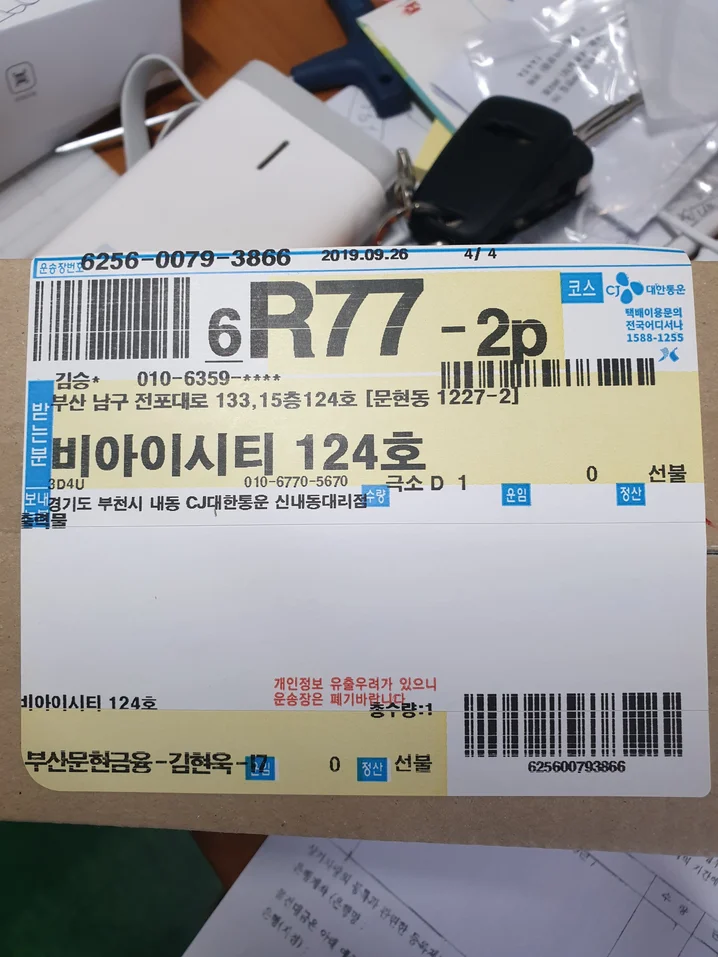 운송장번호 6256-0079-3866 2019.09.26 4/ 4
6 R77 -2p
코스 CJ 대한통운
택배이용문의
전국어디서나
1588-1255
김승* 010-6359-****
받는분
부산 남구 전포대로 133,15층124호 [문현동 1227-2]
비아이시티 124호
3D4U 010-6770-5670 수량 극소 D 1 운임 0 정산 선불
보내
경기도 부천시 내동 CJ대한통운 신내동대리점
출력물
개인정보 유출우려가 있으니
운송장은 폐기바랍니다
비아이시티 124호 총수량:1
부산문현금융-김현욱-17 운임 0 정산 선불
625600793866